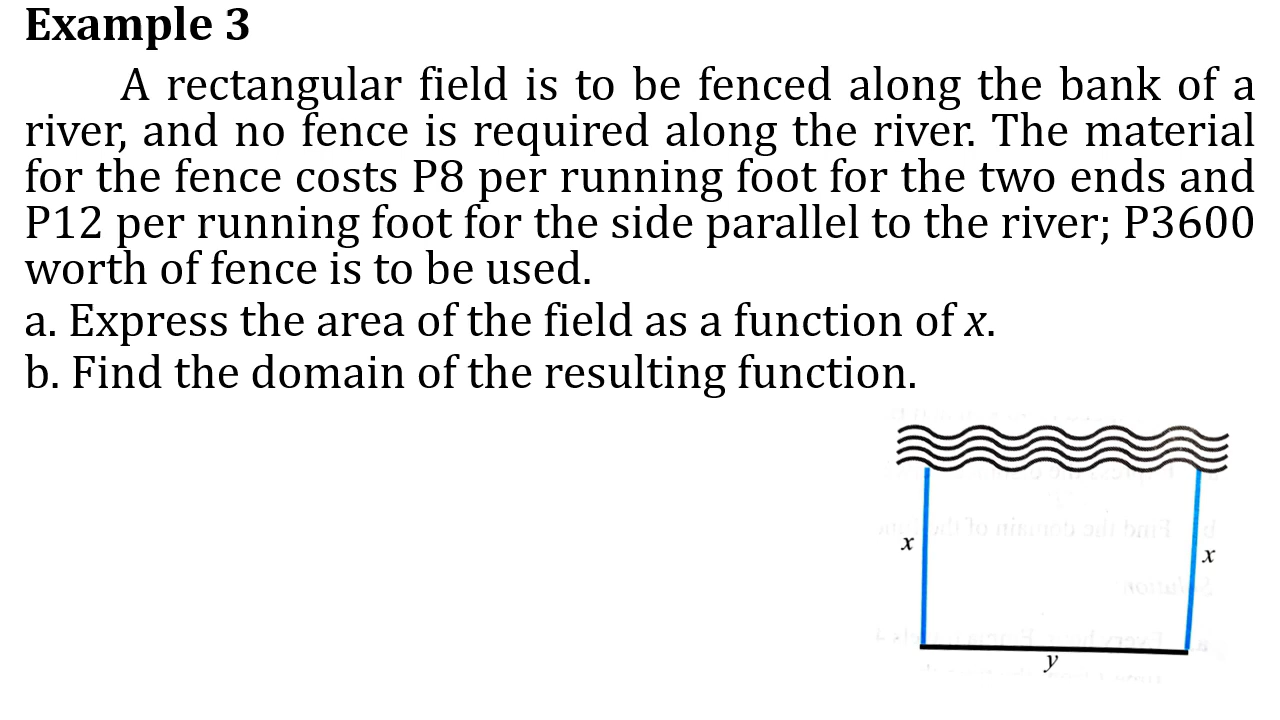 Example 3
A rectangular field is to be fenced along the bank of a
river, and no fence is required along the river. The material
for the fence costs P8 per running foot for the two ends and
P12 per running foot for the side parallel to the river; P3600
worth of fence is to be used.
a. Express the area of the field as a function of x.
b. Find the domain of the resulting function.
x
x
y